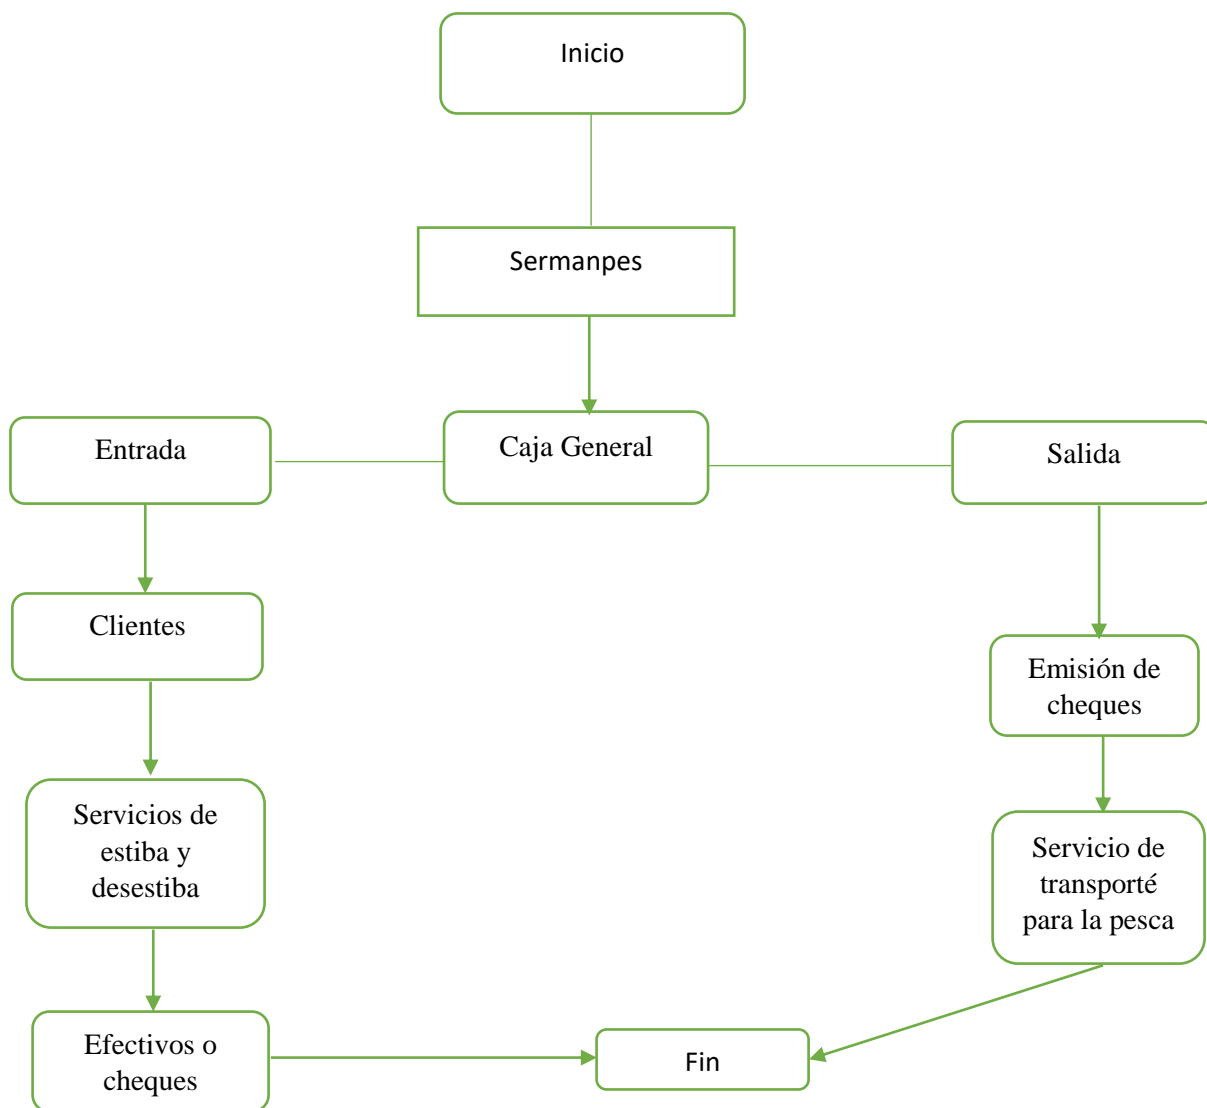 Inicio
Sermanpes
Entrada
Caja General
Salida
Clientes
Emisión de
cheques
Servicios de
estiba y
desestiba
Servicio de
transporté
para la pesca
Efectivos o
cheques
Fin